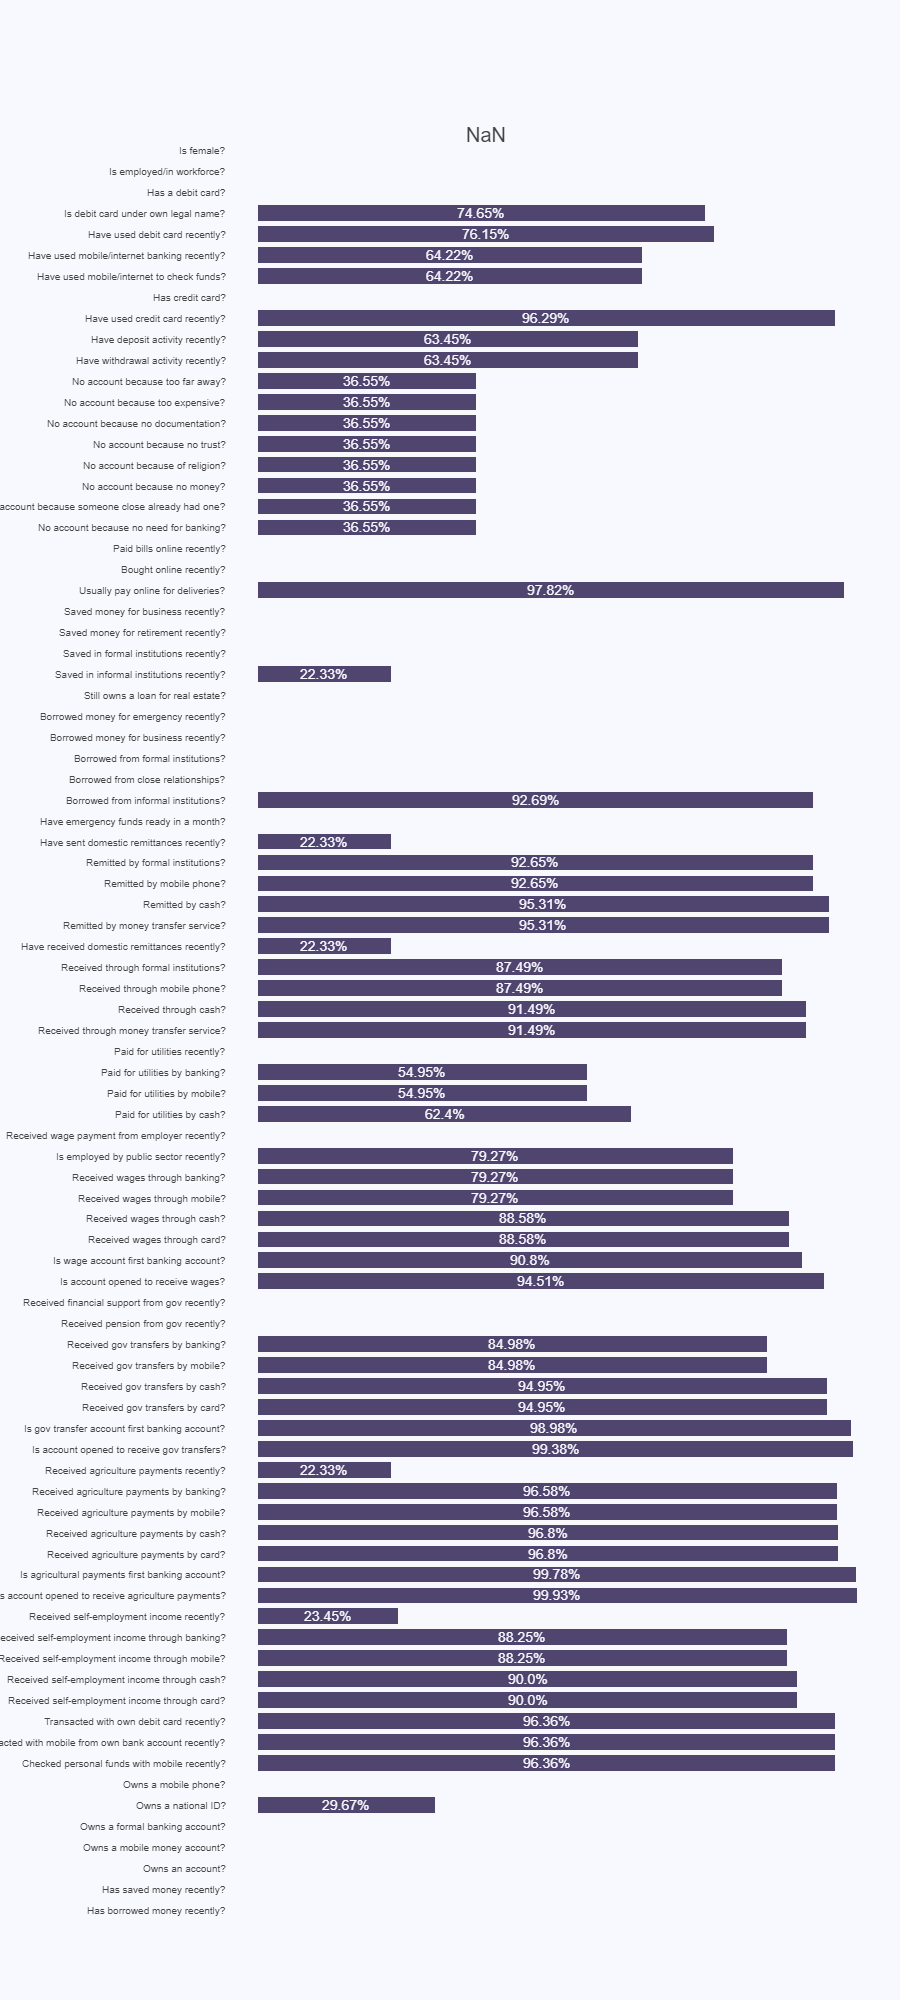 NaN
Is female?
Is employed/in workforce?
Has a debit card?
Is debit card under own legal name? 74.65%
Have used debit card recently? 76.15%
Have used mobile/internet banking recently? 64.22%
Have used mobile/internet to check funds? 64.22%
Has credit card?
Have used credit card recently? 96.29%
Have deposit activity recently? 63.45%
Have withdrawal activity recently? 63.45%
No account because too far away? 36.55%
No account because too expensive? 36.55%
No account because no documentation? 36.55%
No account because no trust? 36.55%
No account because of religion? 36.55%
No account because no money? 36.55%
account because someone close already had one? 36.55%
No account because no need for banking? 36.55%
Paid bills online recently?
Bought online recently?
Usually pay online for deliveries? 97.82%
Saved money for business recently?
Saved money for retirement recently?
Saved in formal institutions recently?
Saved in informal institutions recently? 22.33%
Still owns a loan for real estate?
Borrowed money for emergency recently?
Borrowed money for business recently?
Borrowed from formal institutions?
Borrowed from close relationships?
Borrowed from informal institutions? 92.69%
Have emergency funds ready in a month?
Have sent domestic remittances recently? 22.33%
Remitted by formal institutions? 92.65%
Remitted by mobile phone? 92.65%
Remitted by cash? 95.31%
Remitted by money transfer service? 95.31%
Have received domestic remittances recently? 22.33%
Received through formal institutions? 87.49%
Received through mobile phone? 87.49%
Received through cash? 91.49%
Received through money transfer service? 91.49%
Paid for utilities recently?
Paid for utilities by banking? 54.95%
Paid for utilities by mobile? 54.95%
Paid for utilities by cash? 62.4%
Received wage payment from employer recently?
Is employed by public sector recently? 79.27%
Received wages through banking? 79.27%
Received wages through mobile? 79.27%
Received wages through cash? 88.58%
Received wages through card? 88.58%
Is wage account first banking account? 90.8%
Is account opened to receive wages? 94.51%
Received financial support from gov recently?
Received pension from gov recently?
Received gov transfers by banking? 84.98%
Received gov transfers by mobile? 84.98%
Received gov transfers by cash? 94.95%
Received gov transfers by card? 94.95%
Is gov transfer account first banking account? 98.98%
Is account opened to receive gov transfers? 99.38%
Received agriculture payments recently? 22.33%
Received agriculture payments by banking? 96.58%
Received agriculture payments by mobile? 96.58%
Received agriculture payments by cash? 96.8%
Received agriculture payments by card? 96.8%
Is agricultural payments first banking account? 99.78%
s account opened to receive agriculture payments? 99.93%
Received self-employment income recently? 23.45%
eceived self-employment income through banking? 88.25%
Received self-employment income through mobile? 88.25%
Received self-employment income through cash? 90.0%
Received self-employment income through card? 90.0%
Transacted with own debit card recently? 96.36%
acted with mobile from own bank account recently? 96.36%
Checked personal funds with mobile recently? 96.36%
Owns a mobile phone?
Owns a national ID? 29.67%
Owns a formal banking account?
Owns a mobile money account?
Owns an account?
Has saved money recently?
Has borrowed money recently?